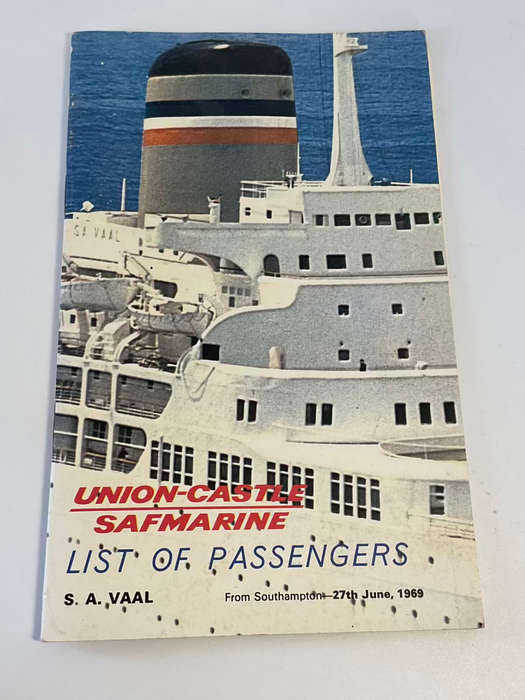 SA VAAL
UNION-CASTLE
SAFMARINE
LIST OF PASSENGERS
S. A. VAAL
From Southampton—27th June, 1969